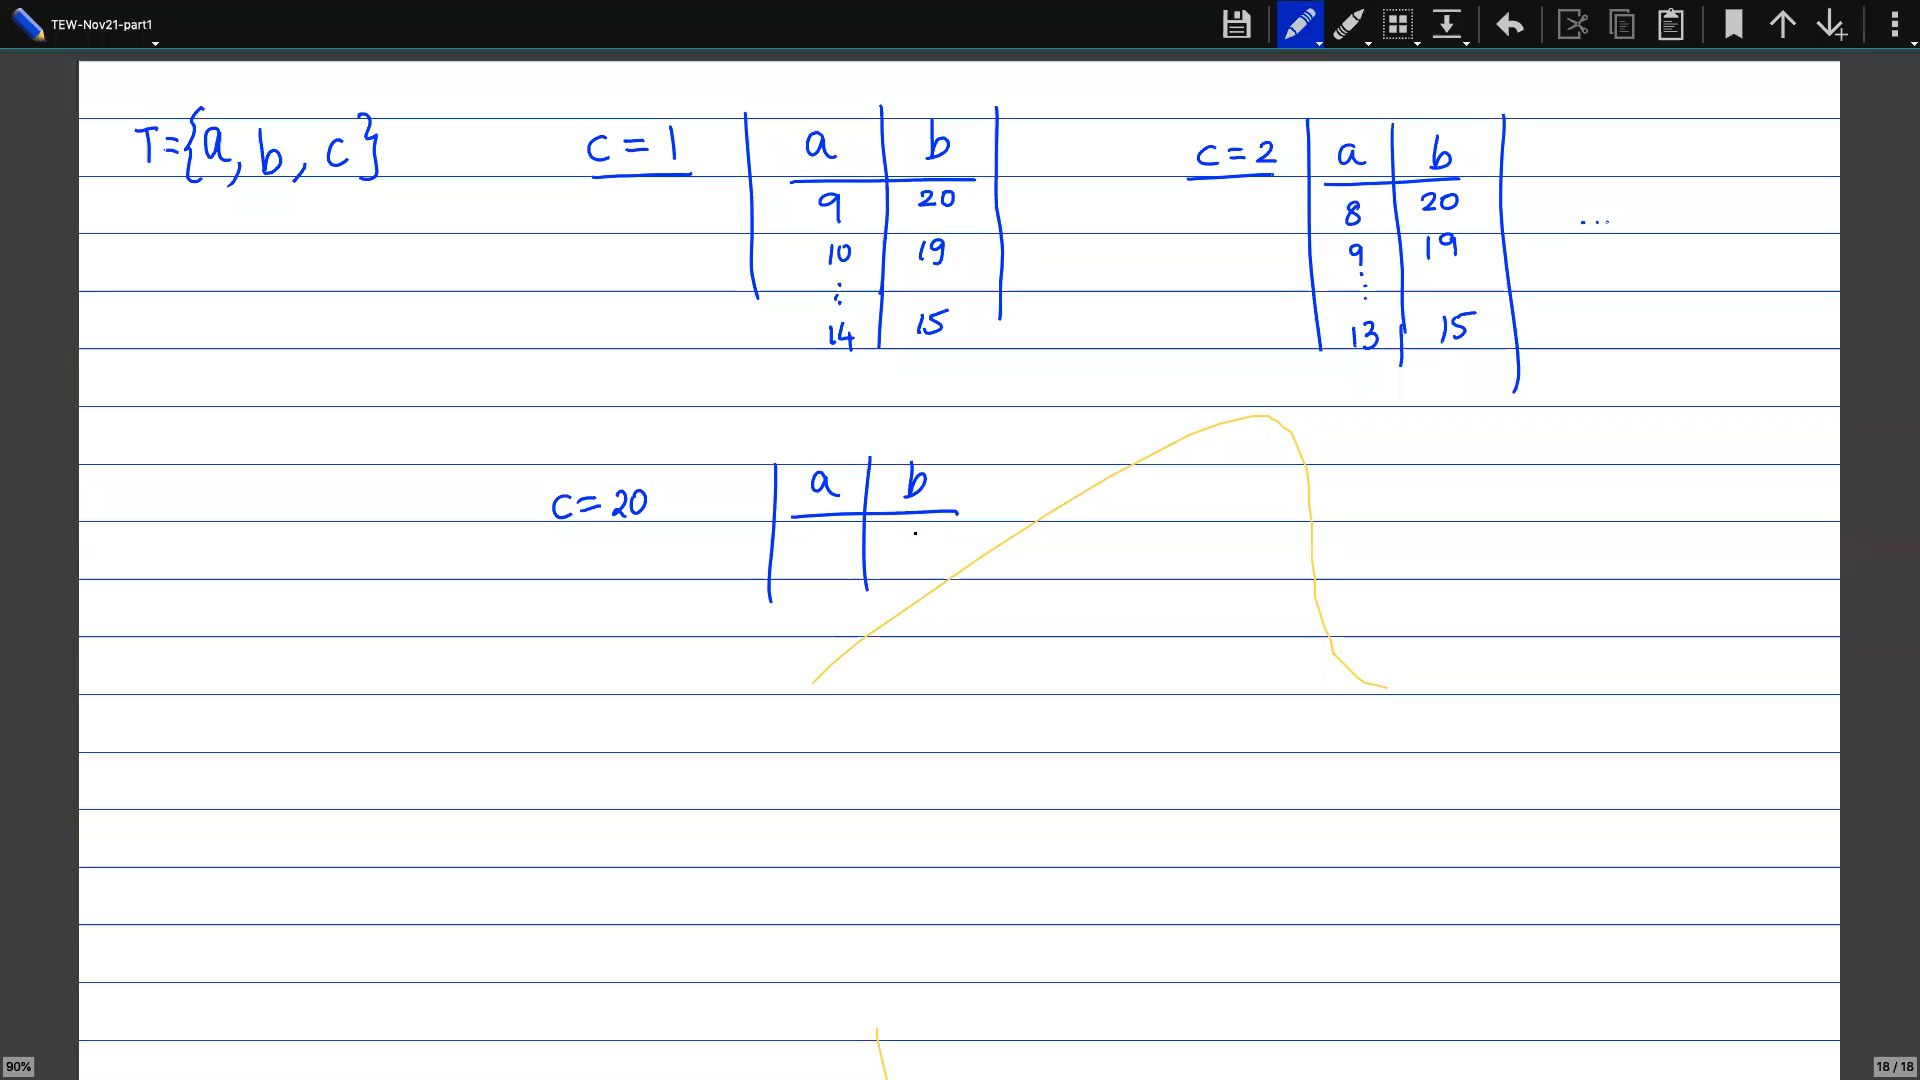 TEW-Nov21-part1
T={a, b, c}
c = 1
a b
9 20
10 19
⋮
14 15
c = 2
a b
8 20
9 19
⋮
13 15
...
c = 20
a b
90%
18 / 18